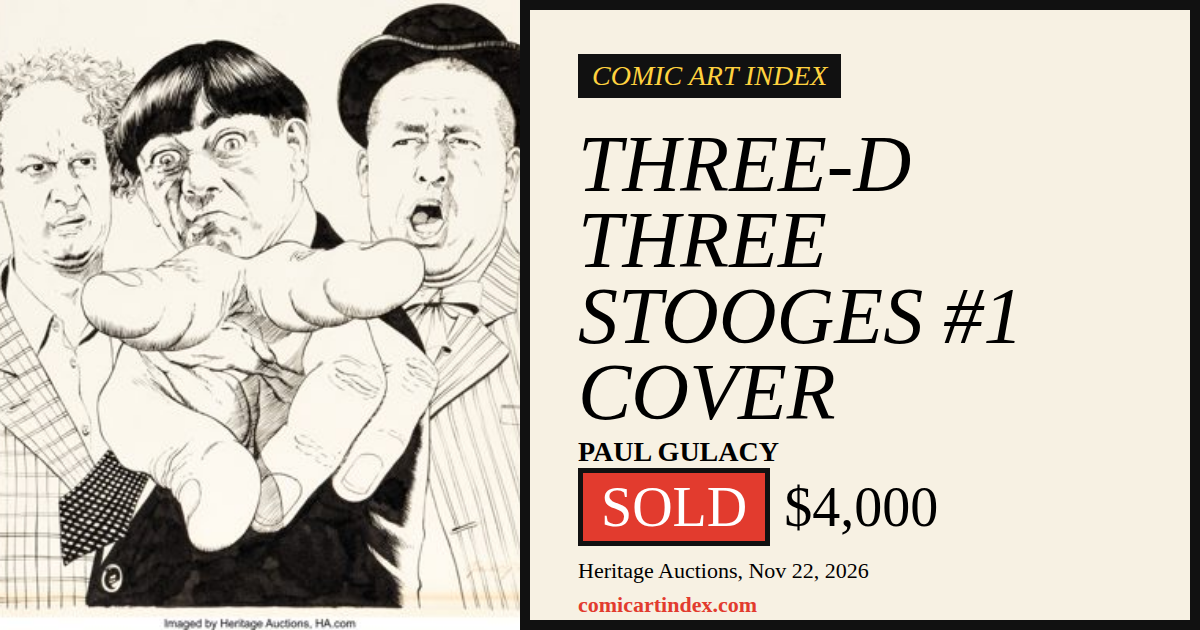 COMIC ART INDEX
THREE-D
THREE
STOOGES #1
COVER
PAUL GULACY
SOLD $4,000
Heritage Auctions, Nov 22, 2026
comicartindex.com
Imaged by Heritage Auctions, HA.com